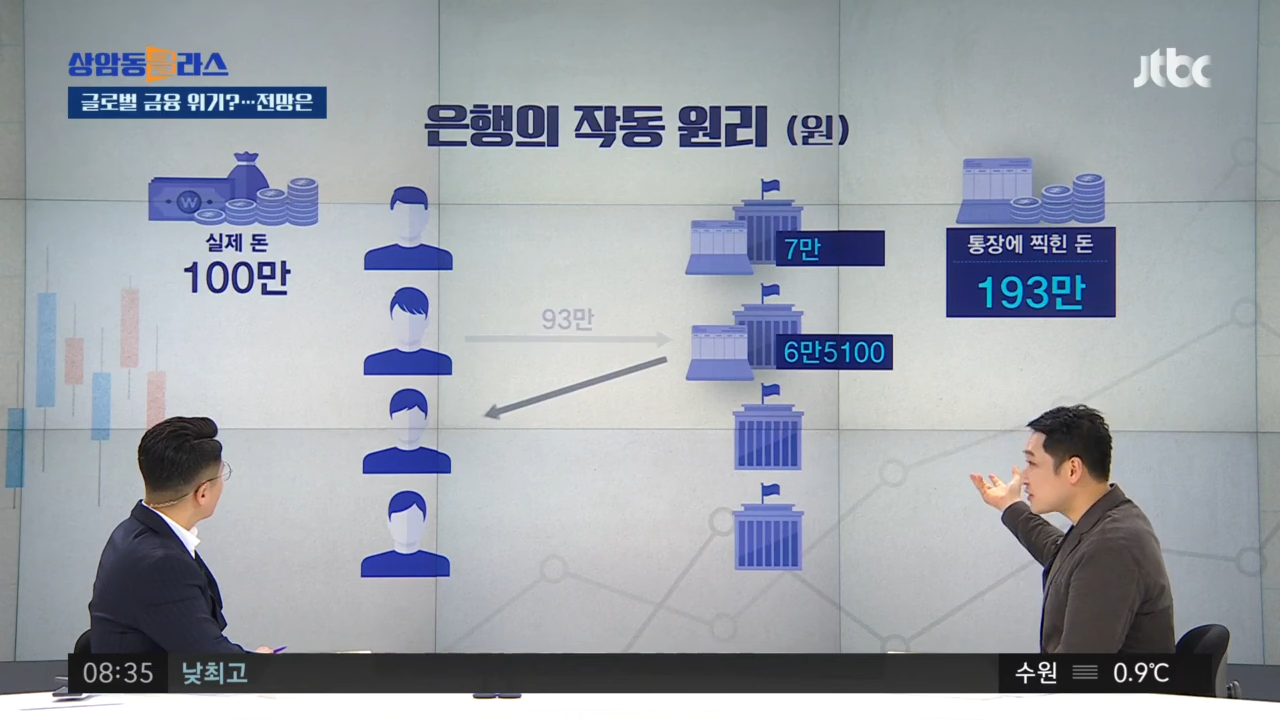 상암동클라스
jtbc
글로벌 금융 위기?…전망은
은행의 작동 원리 (원)
W
실제 돈
100만
7만
통장에 찍힌 돈
193만
93만
6만5100
08:35 낮최고
수원 0.9℃